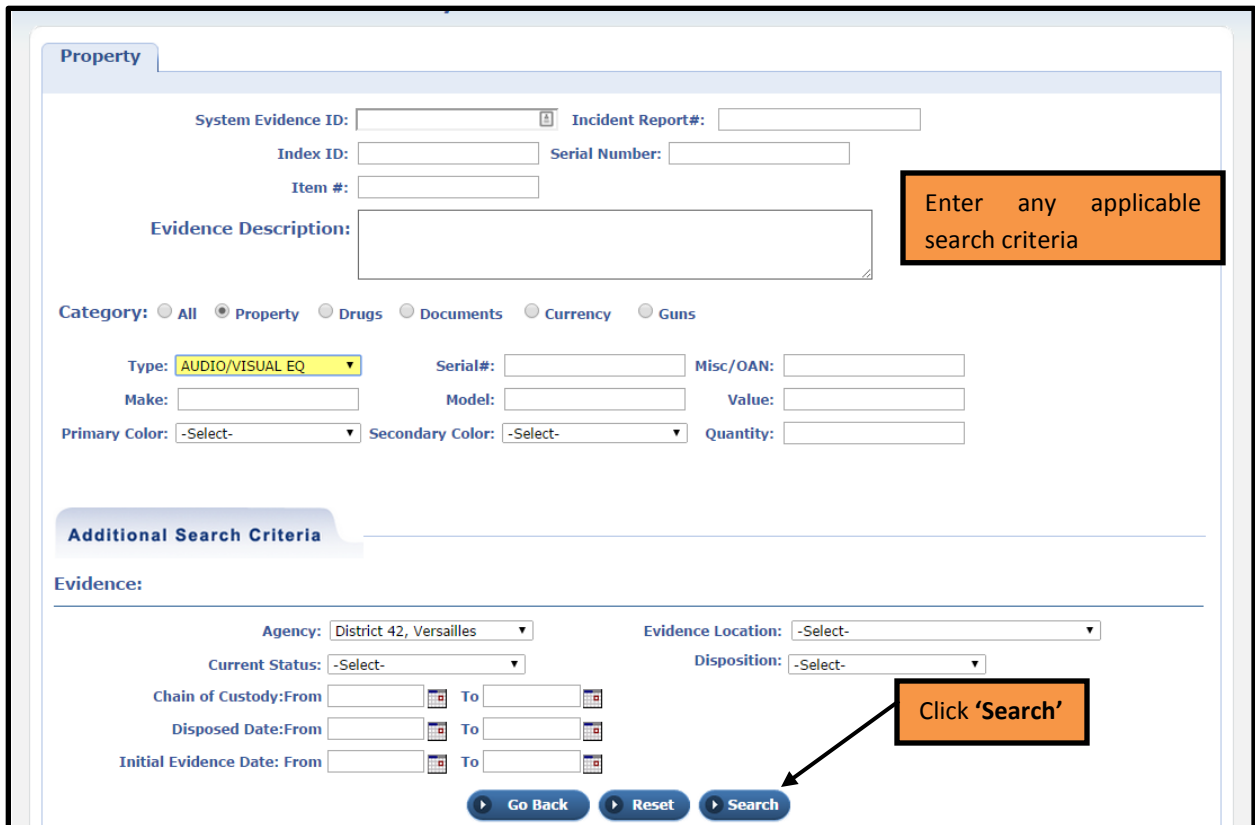 Property
System Evidence ID: Incident Report#:
Index ID: Serial Number:
Item #:
Enter any applicable
search criteria
Evidence Description:
Category: All Property Drugs Documents Currency Guns
Type: AUDIO/VISUAL EQ Serial#: Misc/OAN:
Make: Model: Value:
Primary Color: -Select- Secondary Color: -Select- Quantity:
Additional Search Criteria
Evidence:
Agency: District 42, Versailles Evidence Location: -Select-
Current Status: -Select- Disposition: -Select-
Chain of Custody:From To
Click ‘Search’
Disposed Date:From To
Initial Evidence Date: From To
Go Back Reset Search